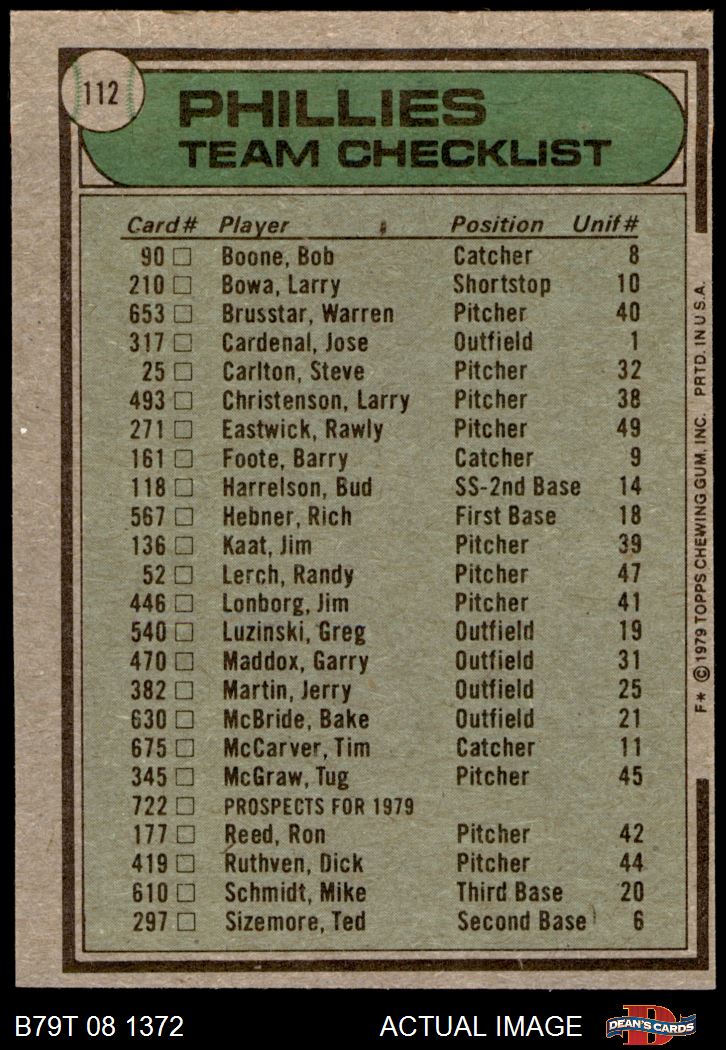 112
PHILLIES
TEAM CHECKLIST
Card# Player Position Unif#
90 □ Boone, Bob Catcher 8
210 □ Bowa, Larry Shortstop 10
653 □ Brusstar, Warren Pitcher 40
317 □ Cardenal, Jose Outfield 1
25 □ Carlton, Steve Pitcher 32
493 □ Christenson, Larry Pitcher 38
271 □ Eastwick, Rawly Pitcher 49
161 □ Foote, Barry Catcher 9
118 □ Harrelson, Bud SS-2nd Base 14
567 □ Hebner, Rich First Base 18
136 □ Kaat, Jim Pitcher 39
52 □ Lerch, Randy Pitcher 47
446 □ Lonborg, Jim Pitcher 41
540 □ Luzinski, Greg Outfield 19
470 □ Maddox, Garry Outfield 31
382 □ Martin, Jerry Outfield 25
630 □ McBride, Bake Outfield 21
675 □ McCarver, Tim Catcher 11
345 □ McGraw, Tug Pitcher 45
722 □ PROSPECTS FOR 1979
177 □ Reed, Ron Pitcher 42
419 □ Ruthven, Dick Pitcher 44
610 □ Schmidt, Mike Third Base 20
297 □ Sizemore, Ted Second Base 6
F* © 1979 TOPPS CHEWING GUM, INC. PRTD. IN U.S.A.
B79T 08 1372 ACTUAL IMAGE DEAN'S CARDS